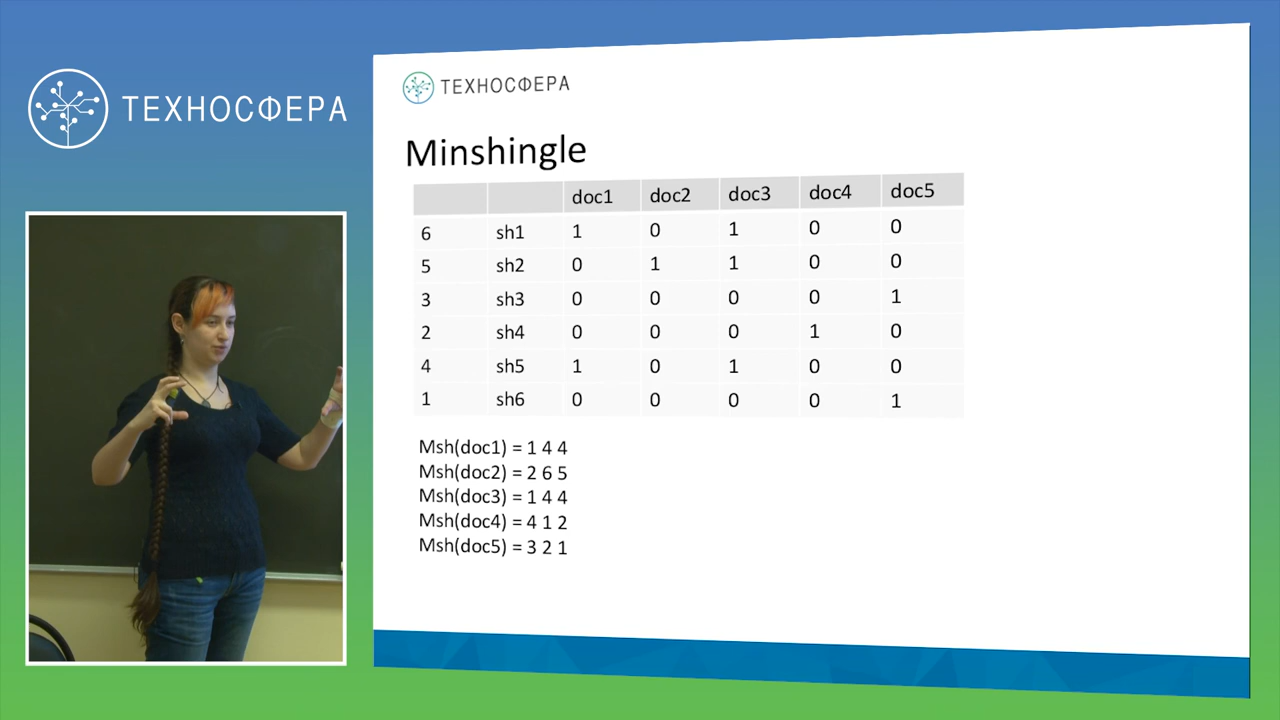 ТЕХНОСФЕРА
ТЕХНОСФЕРА
Minshingle
doc1 doc2 doc3 doc4 doc5
6 sh1 1 0 1 0 0
5 sh2 0 1 1 0 0
3 sh3 0 0 0 0 1
2 sh4 0 0 0 1 0
4 sh5 1 0 1 0 0
1 sh6 0 0 0 0 1
Msh(doc1) = 1 4 4
Msh(doc2) = 2 6 5
Msh(doc3) = 1 4 4
Msh(doc4) = 4 1 2
Msh(doc5) = 3 2 1